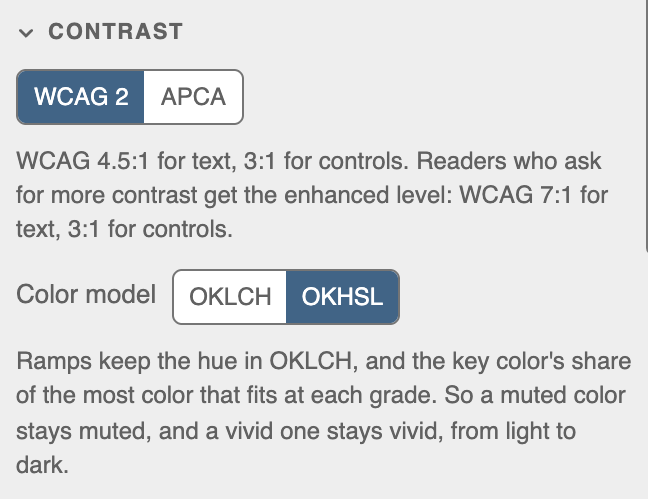 CONTRAST
WCAG 2 APCA
WCAG 4.5:1 for text, 3:1 for controls. Readers who ask
for more contrast get the enhanced level: WCAG 7:1 for
text, 3:1 for controls.
Color model OKLCH OKHSL
Ramps keep the hue in OKLCH, and the key color's share
of the most color that fits at each grade. So a muted color
stays muted, and a vivid one stays vivid, from light to
dark.